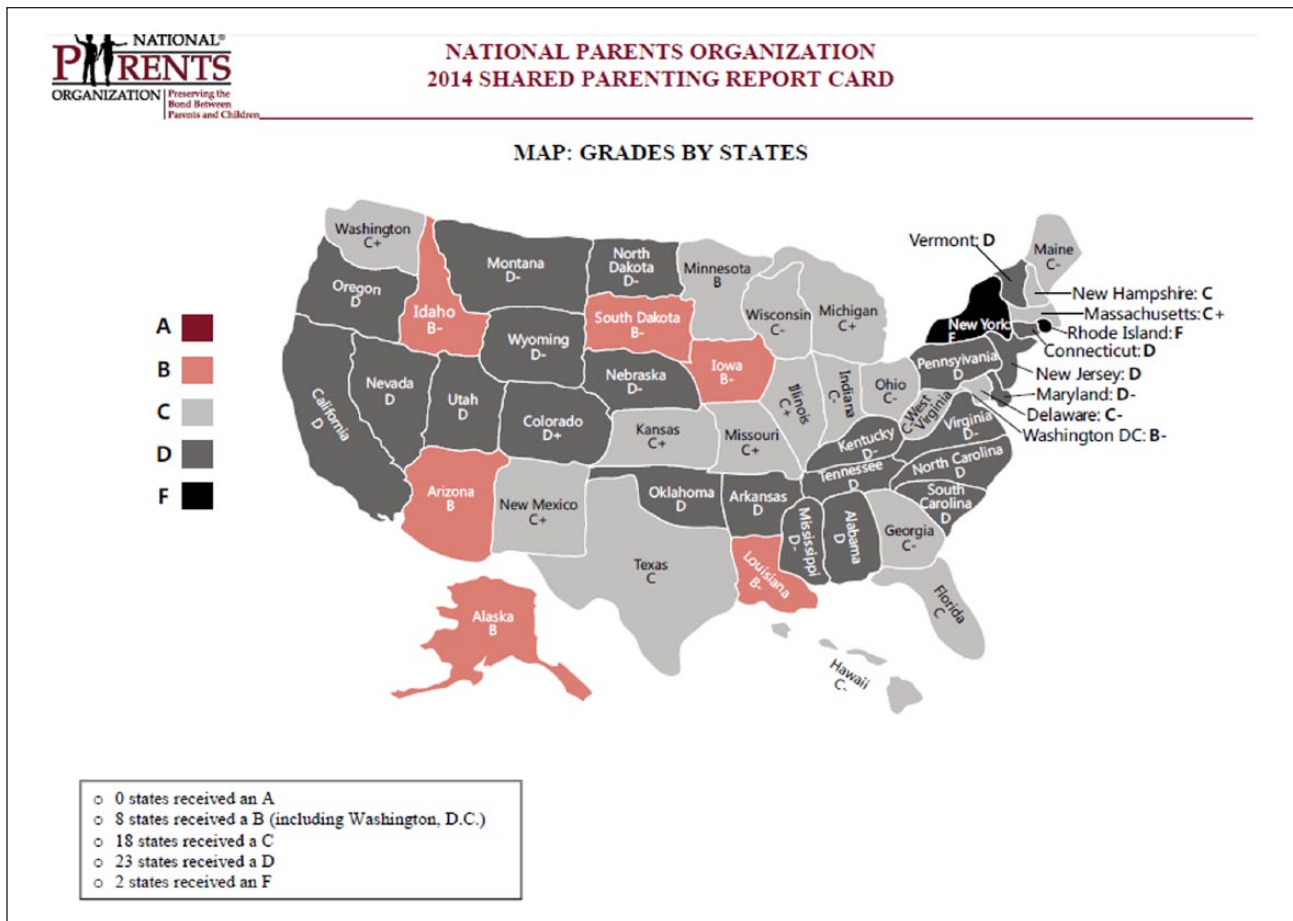 NATIONAL®
PARENTS
ORGANIZATION
Preserving the
Bond Between
Parents and Children
NATIONAL PARENTS ORGANIZATION
2014 SHARED PARENTING REPORT CARD
MAP: GRADES BY STATES
A
B
C
D
F
Washington
C+
Oregon
D
California
D
Nevada
D
Idaho
B-
Montana
D-
Wyoming
D-
Utah
D
Colorado
D+
Arizona
B
New Mexico
C+
North
Dakota
D-
South Dakota
B-
Nebraska
D-
Kansas
C+
Oklahoma
D
Texas
C
Minnesota
B
Iowa
B-
Missouri
C+
Arkansas
D
Louisiana
B-
Wisconsin
C-
Illinois
C+
Michigan
C+
Indiana
C-
Ohio
C-
Kentucky
D-
Tennessee
D
Mississippi
D-
Alabama
D
Georgia
C-
Florida
C
South
Carolina
D
North Carolina
D
Virginia
D-
West
Virginia
C-
Pennsylvania
D
New York:
F
Vermont: D
Maine
C-
New Hampshire: C
Massachusetts: C+
Rhode Island: F
Connecticut: D
New Jersey: D
Maryland: D-
Delaware: C-
Washington DC: B-
Alaska
B
Hawaii
C-
0 states received an A
8 states received a B (including Washington, D.C.)
18 states received a C
23 states received a D
2 states received an F